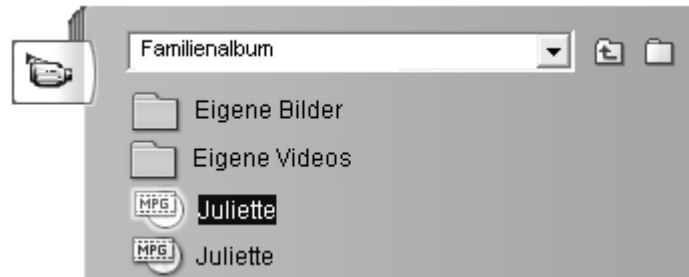 Familienalbum
Eigene Bilder
Eigene Videos
MPG Juliette
MPG Juliette